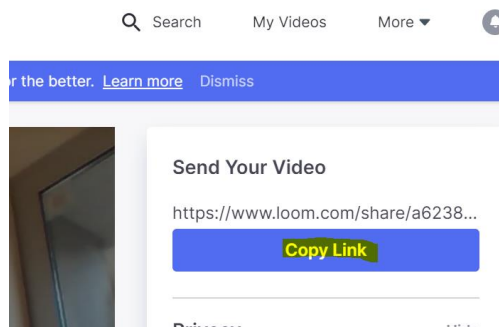 Search My Videos More
r the better. Learn more Dismiss
Send Your Video
https://www.loom.com/share/a6238...
Copy Link